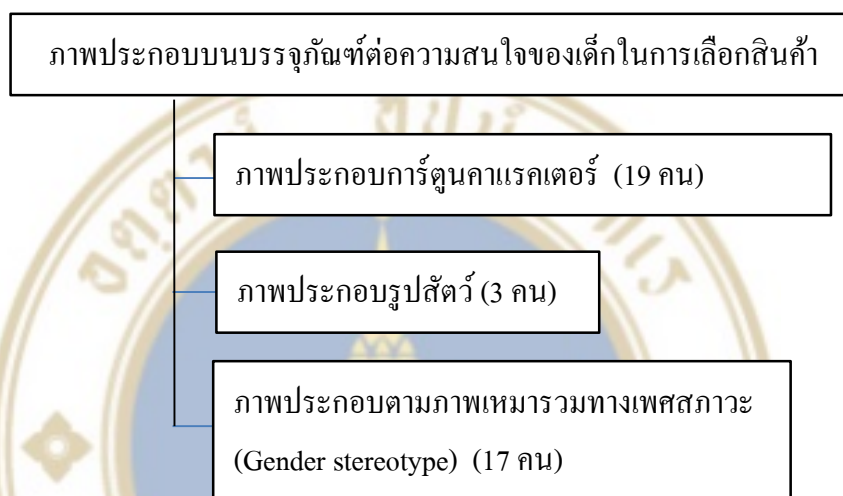 ภาพประกอบบนบรรจุภัณฑ์ต่อความสนใจของเด็กในการเลือกสินค้า
ภาพประกอบการ์ตูนคาแรคเตอร์ (19 คน)
ภาพประกอบรูปสัตว์ (3 คน)
ภาพประกอบตามภาพเหมารวมทางเพศสภาวะ
(Gender stereotype) (17 คน)